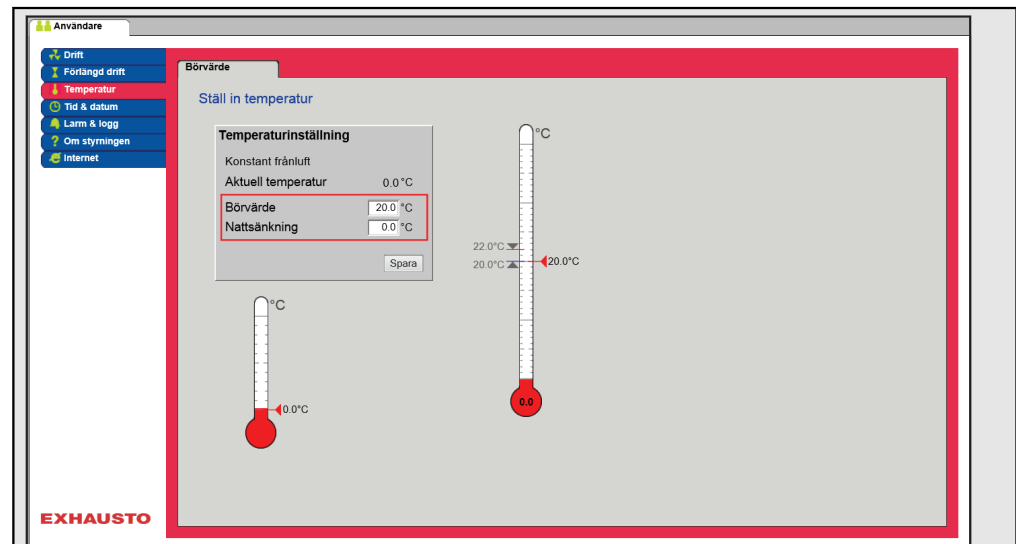 Användare
Drift
Förlängd drift
Temperatur
Tid & datum
Larm & logg
? Om styrningen
Internet
Börvärde
Ställ in temperatur
Temperaturinställning
Konstant frånluft
Aktuell temperatur 0.0 °C
Börvärde 20.0 °C
Nattsänkning 0.0 °C
Spara
°C
0.0°C
°C
22.0°C
20.0°C
20.0°C
0.0
EXHAUSTO